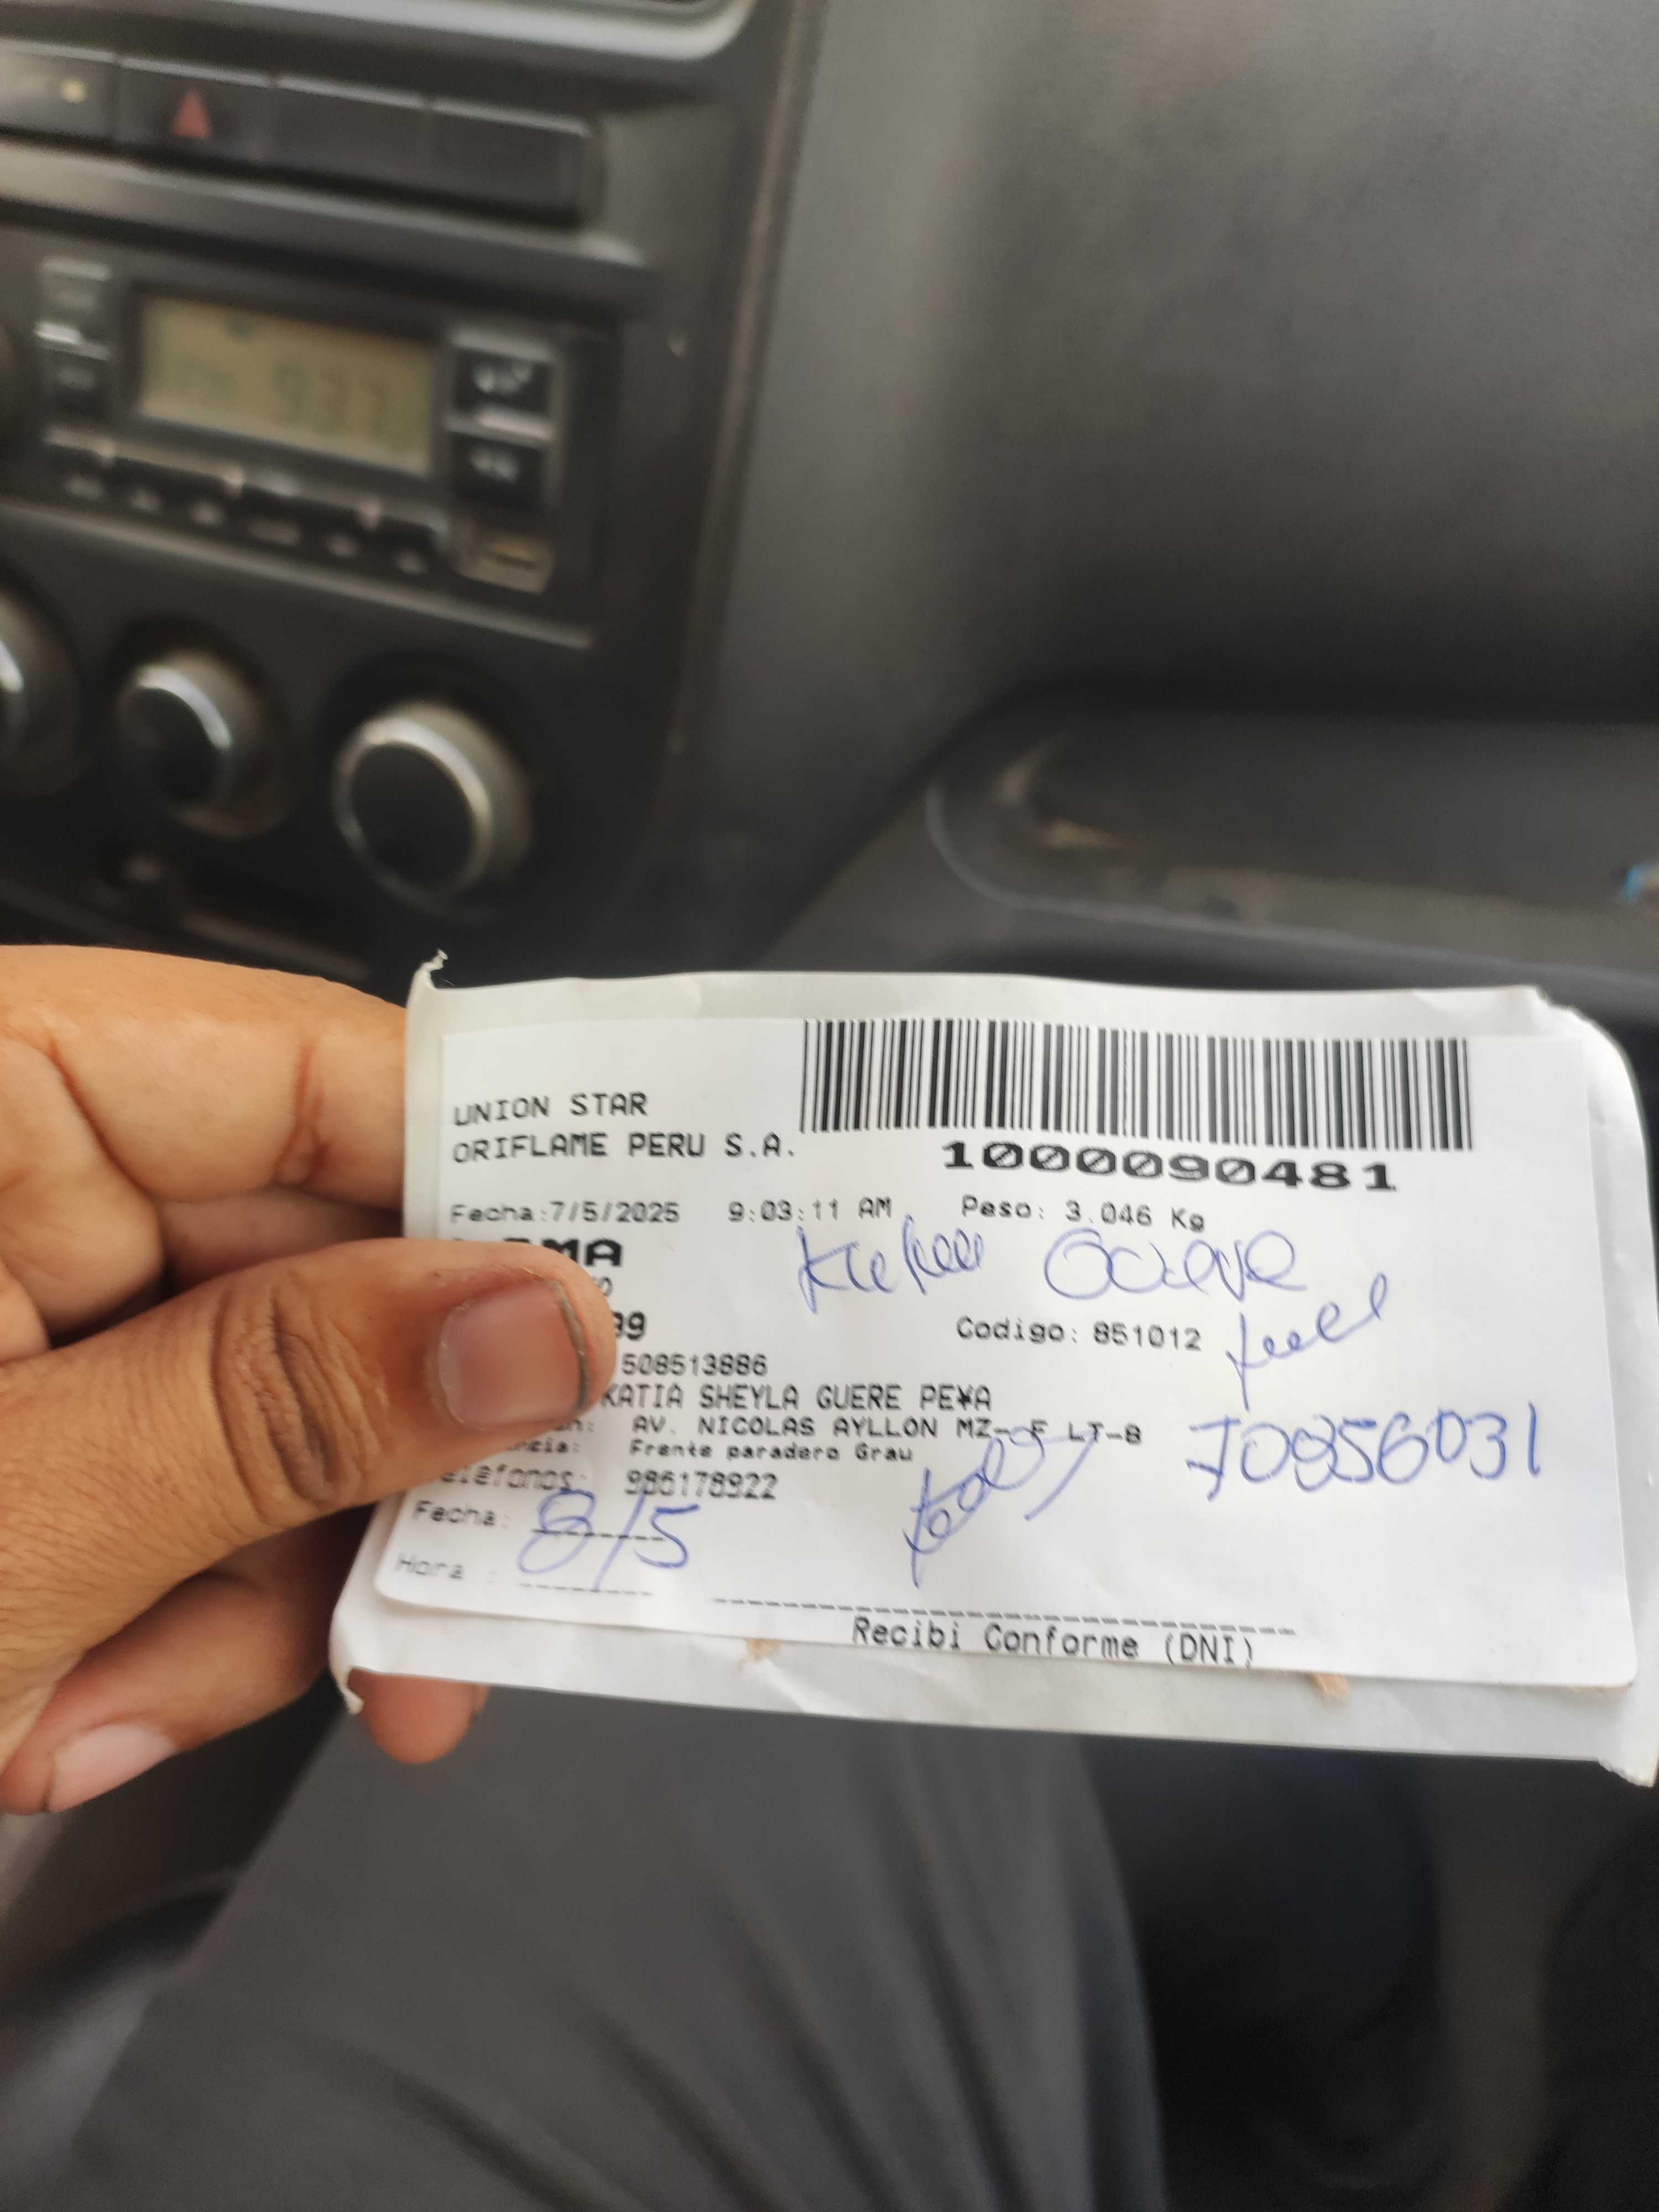 UNION STAR
ORIFLAME PERU S.A.
1000090481
Fecha:7/5/2025 9:03:11 AM Peso: 3.046 Kg
Codigo: 851012
508513886
KATIA SHEYLA GUERE PE¥A
AV. NICOLAS AYLLON MZ- F LT-8
Frente paradero Grau
70856031
986178922
Fecha: 8/5
Hora :
Recibi Conforme (DNI)